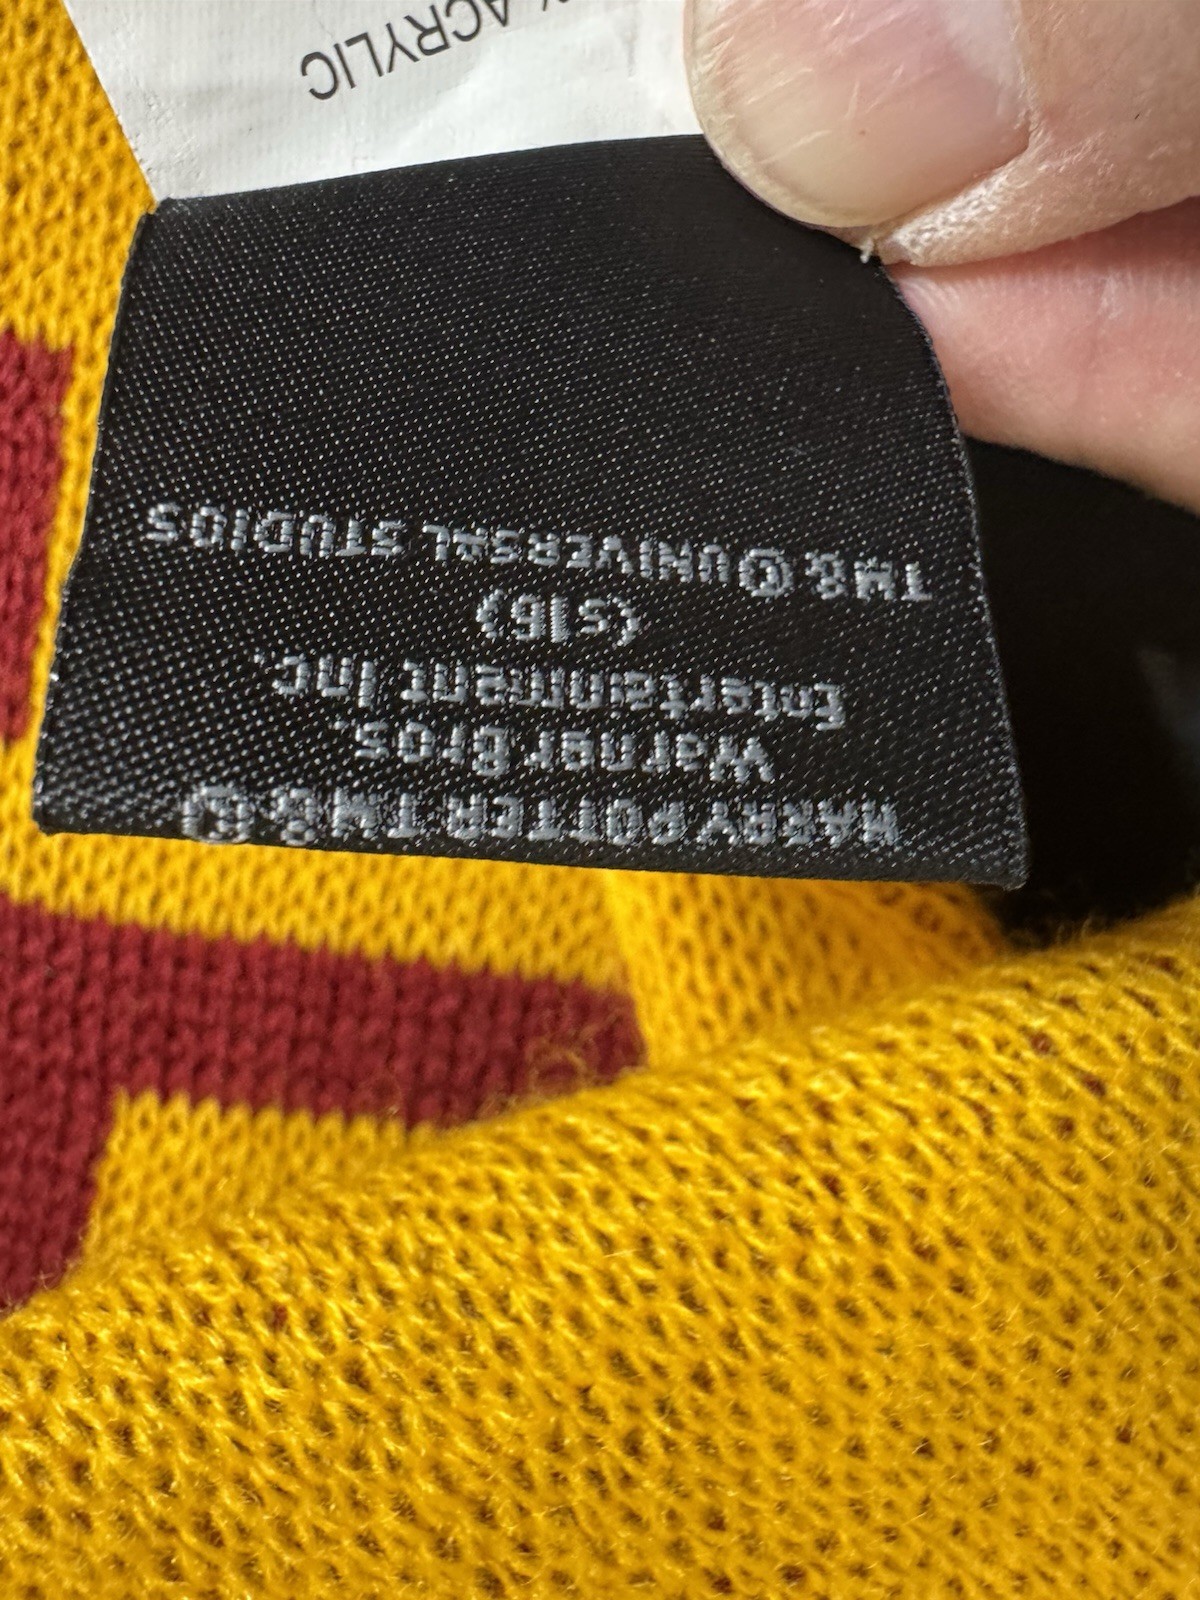 HARRY POTTER TM & ©
Warner Bros.
Entertainment Inc.
(s16)
TM&©UNIVERSAL STUDIOS
ACRYLIC